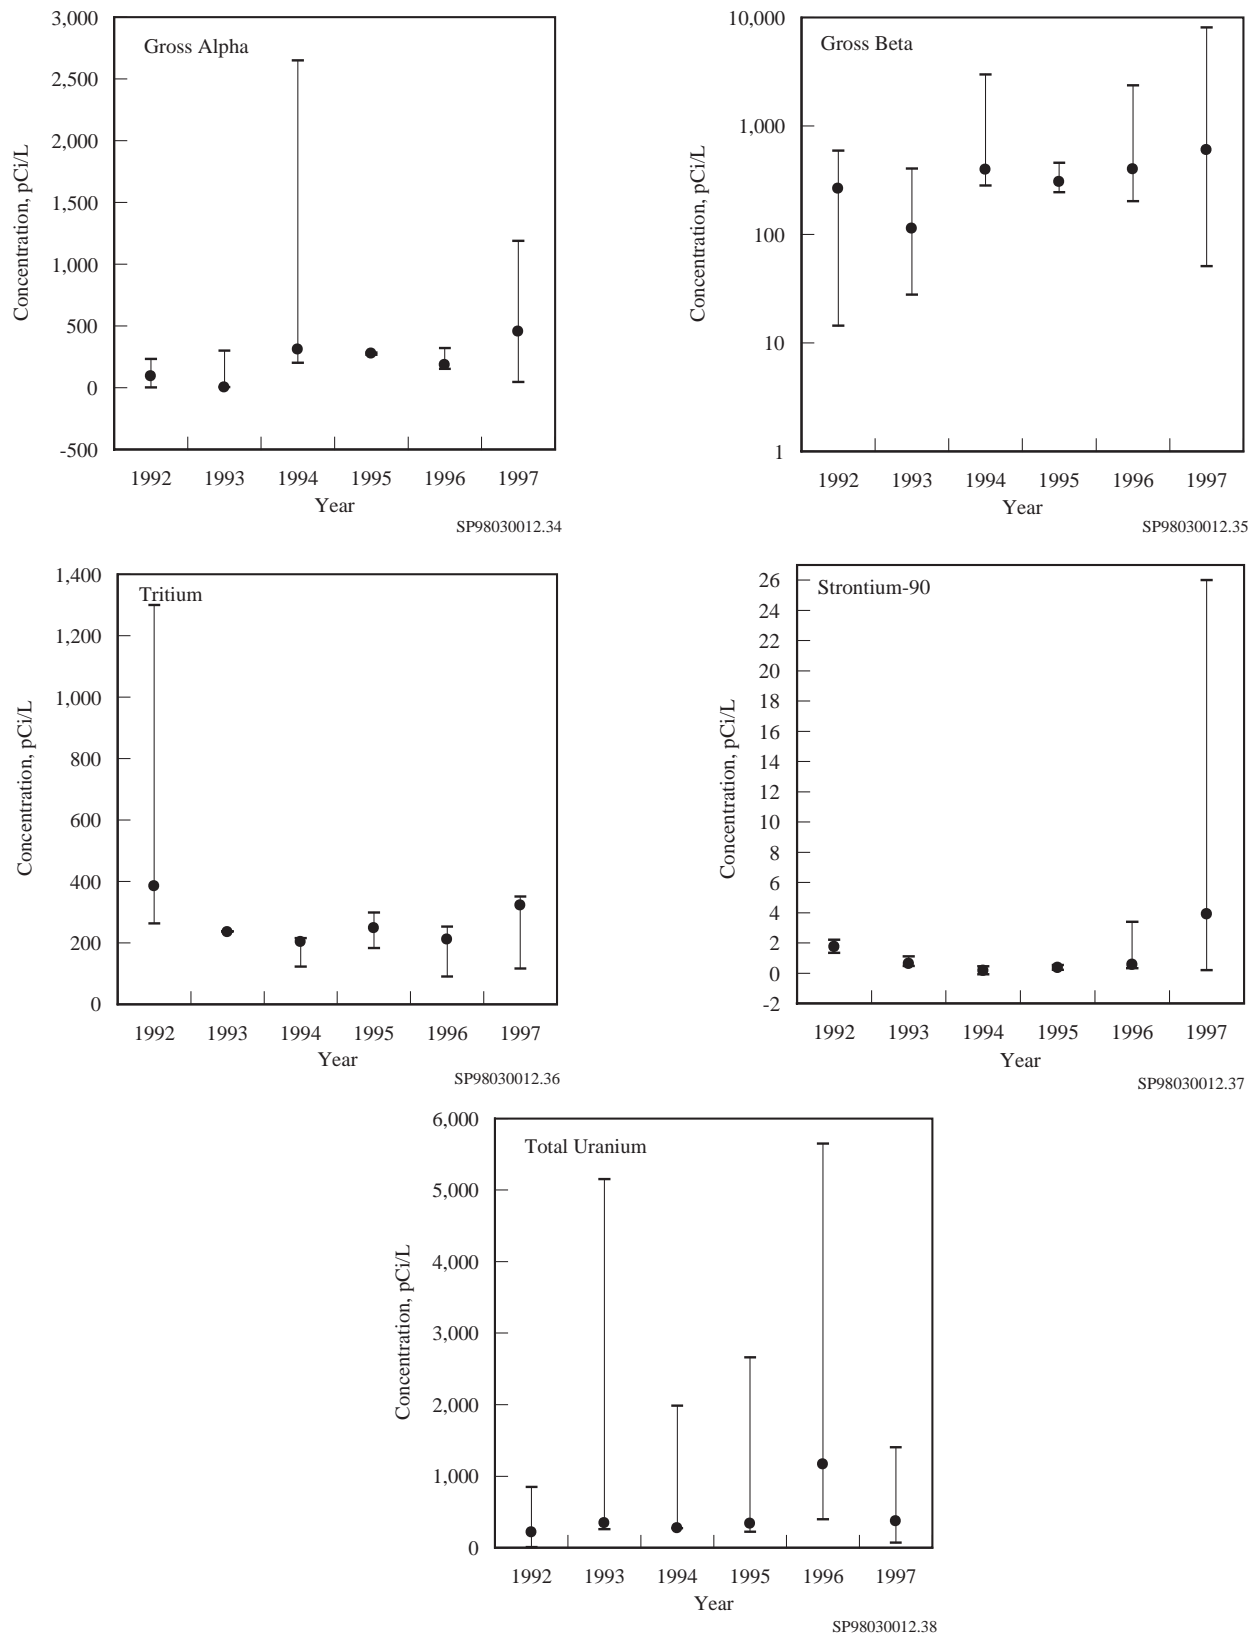 Gross Alpha
Concentration, pCi/L
3,000
2,500
2,000
1,500
1,000
500
0
-500
1992 1993 1994 1995 1996 1997
Year
SP98030012.34
Gross Beta
Concentration, pCi/L
10,000
1,000
100
10
1
1992 1993 1994 1995 1996 1997
Year
SP98030012.35
Tritium
Concentration, pCi/L
1,400
1,200
1,000
800
600
400
200
0
1992 1993 1994 1995 1996 1997
Year
SP98030012.36
Strontium-90
Concentration, pCi/L
26
24
22
20
18
16
14
12
10
8
6
4
2
0
-2
1992 1993 1994 1995 1996 1997
Year
SP98030012.37
Total Uranium
Concentration, pCi/L
6,000
5,000
4,000
3,000
2,000
1,000
0
1992 1993 1994 1995 1996 1997
Year
SP98030012.38